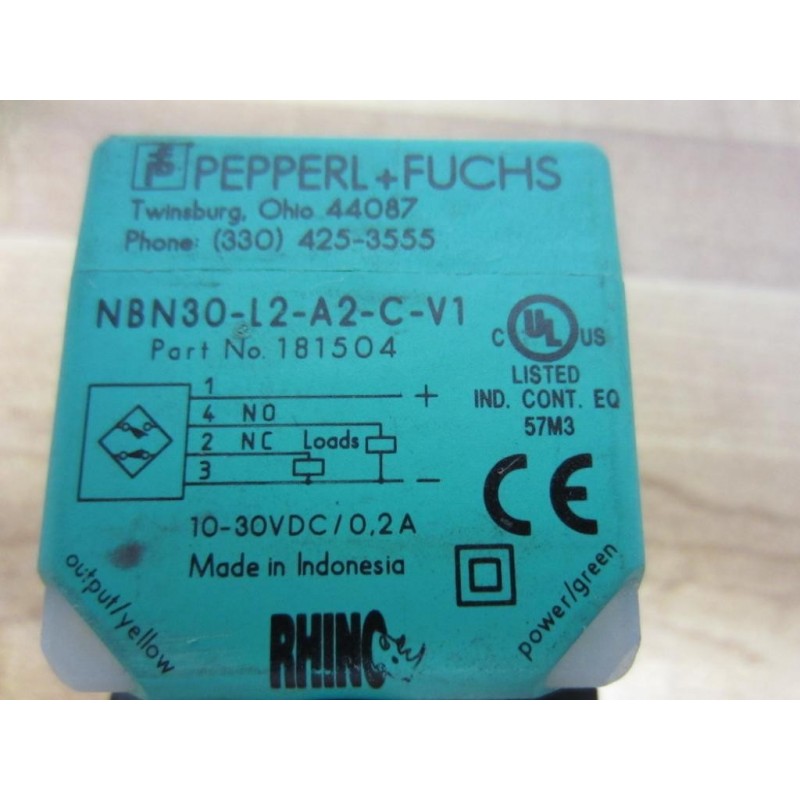 PEPPERL+FUCHS
Twinsburg, Ohio 44087
Phone: (330) 425-3555
NBN30-L2-A2-C-V1
Part No. 181504
C UL US
LISTED
IND. CONT. EQ
57M3
1 +
4 NO
2 NC Loads
3 -
CE
10-30VDC/0,2A
Made in Indonesia
output/yellow
power/green
RHINO